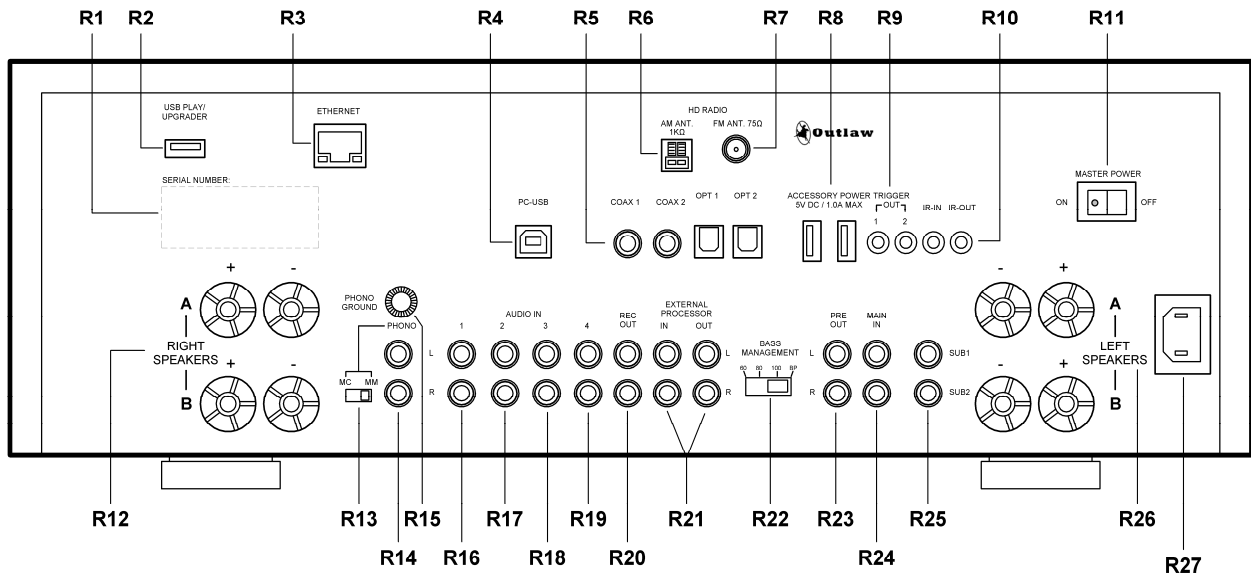 R1 R2 R3 R4 R5 R6 R7 R8 R9 R10 R11
USB PLAY/
UPGRADER
ETHERNET
HD RADIO
AM ANT.
1KΩ
FM ANT. 75Ω
Outlaw
SERIAL NUMBER:
MASTER POWER
ON
OFF
PC-USB
COAX 1
COAX 2
OPT 1
OPT 2
ACCESSORY POWER
5V DC / 1.0A MAX
TRIGGER
OUT
1 2
IR-IN
IR-OUT
+ -
- +
A
RIGHT
SPEAKERS
B
+ -
PHONO
GROUND
PHONO
MC MM
AUDIO IN
1 2 3 4
REC
OUT
EXTERNAL
PROCESSOR
IN OUT
L
R
L
R
BASS
MANAGEMENT
60 80 100 BP
PRE
OUT
MAIN
IN
L
R
SUB1
SUB2
- +
A
LEFT
SPEAKERS
B
R12 R13 R15 R17 R19 R21 R22 R23 R25 R26
R14 R16 R18 R20 R24 R27